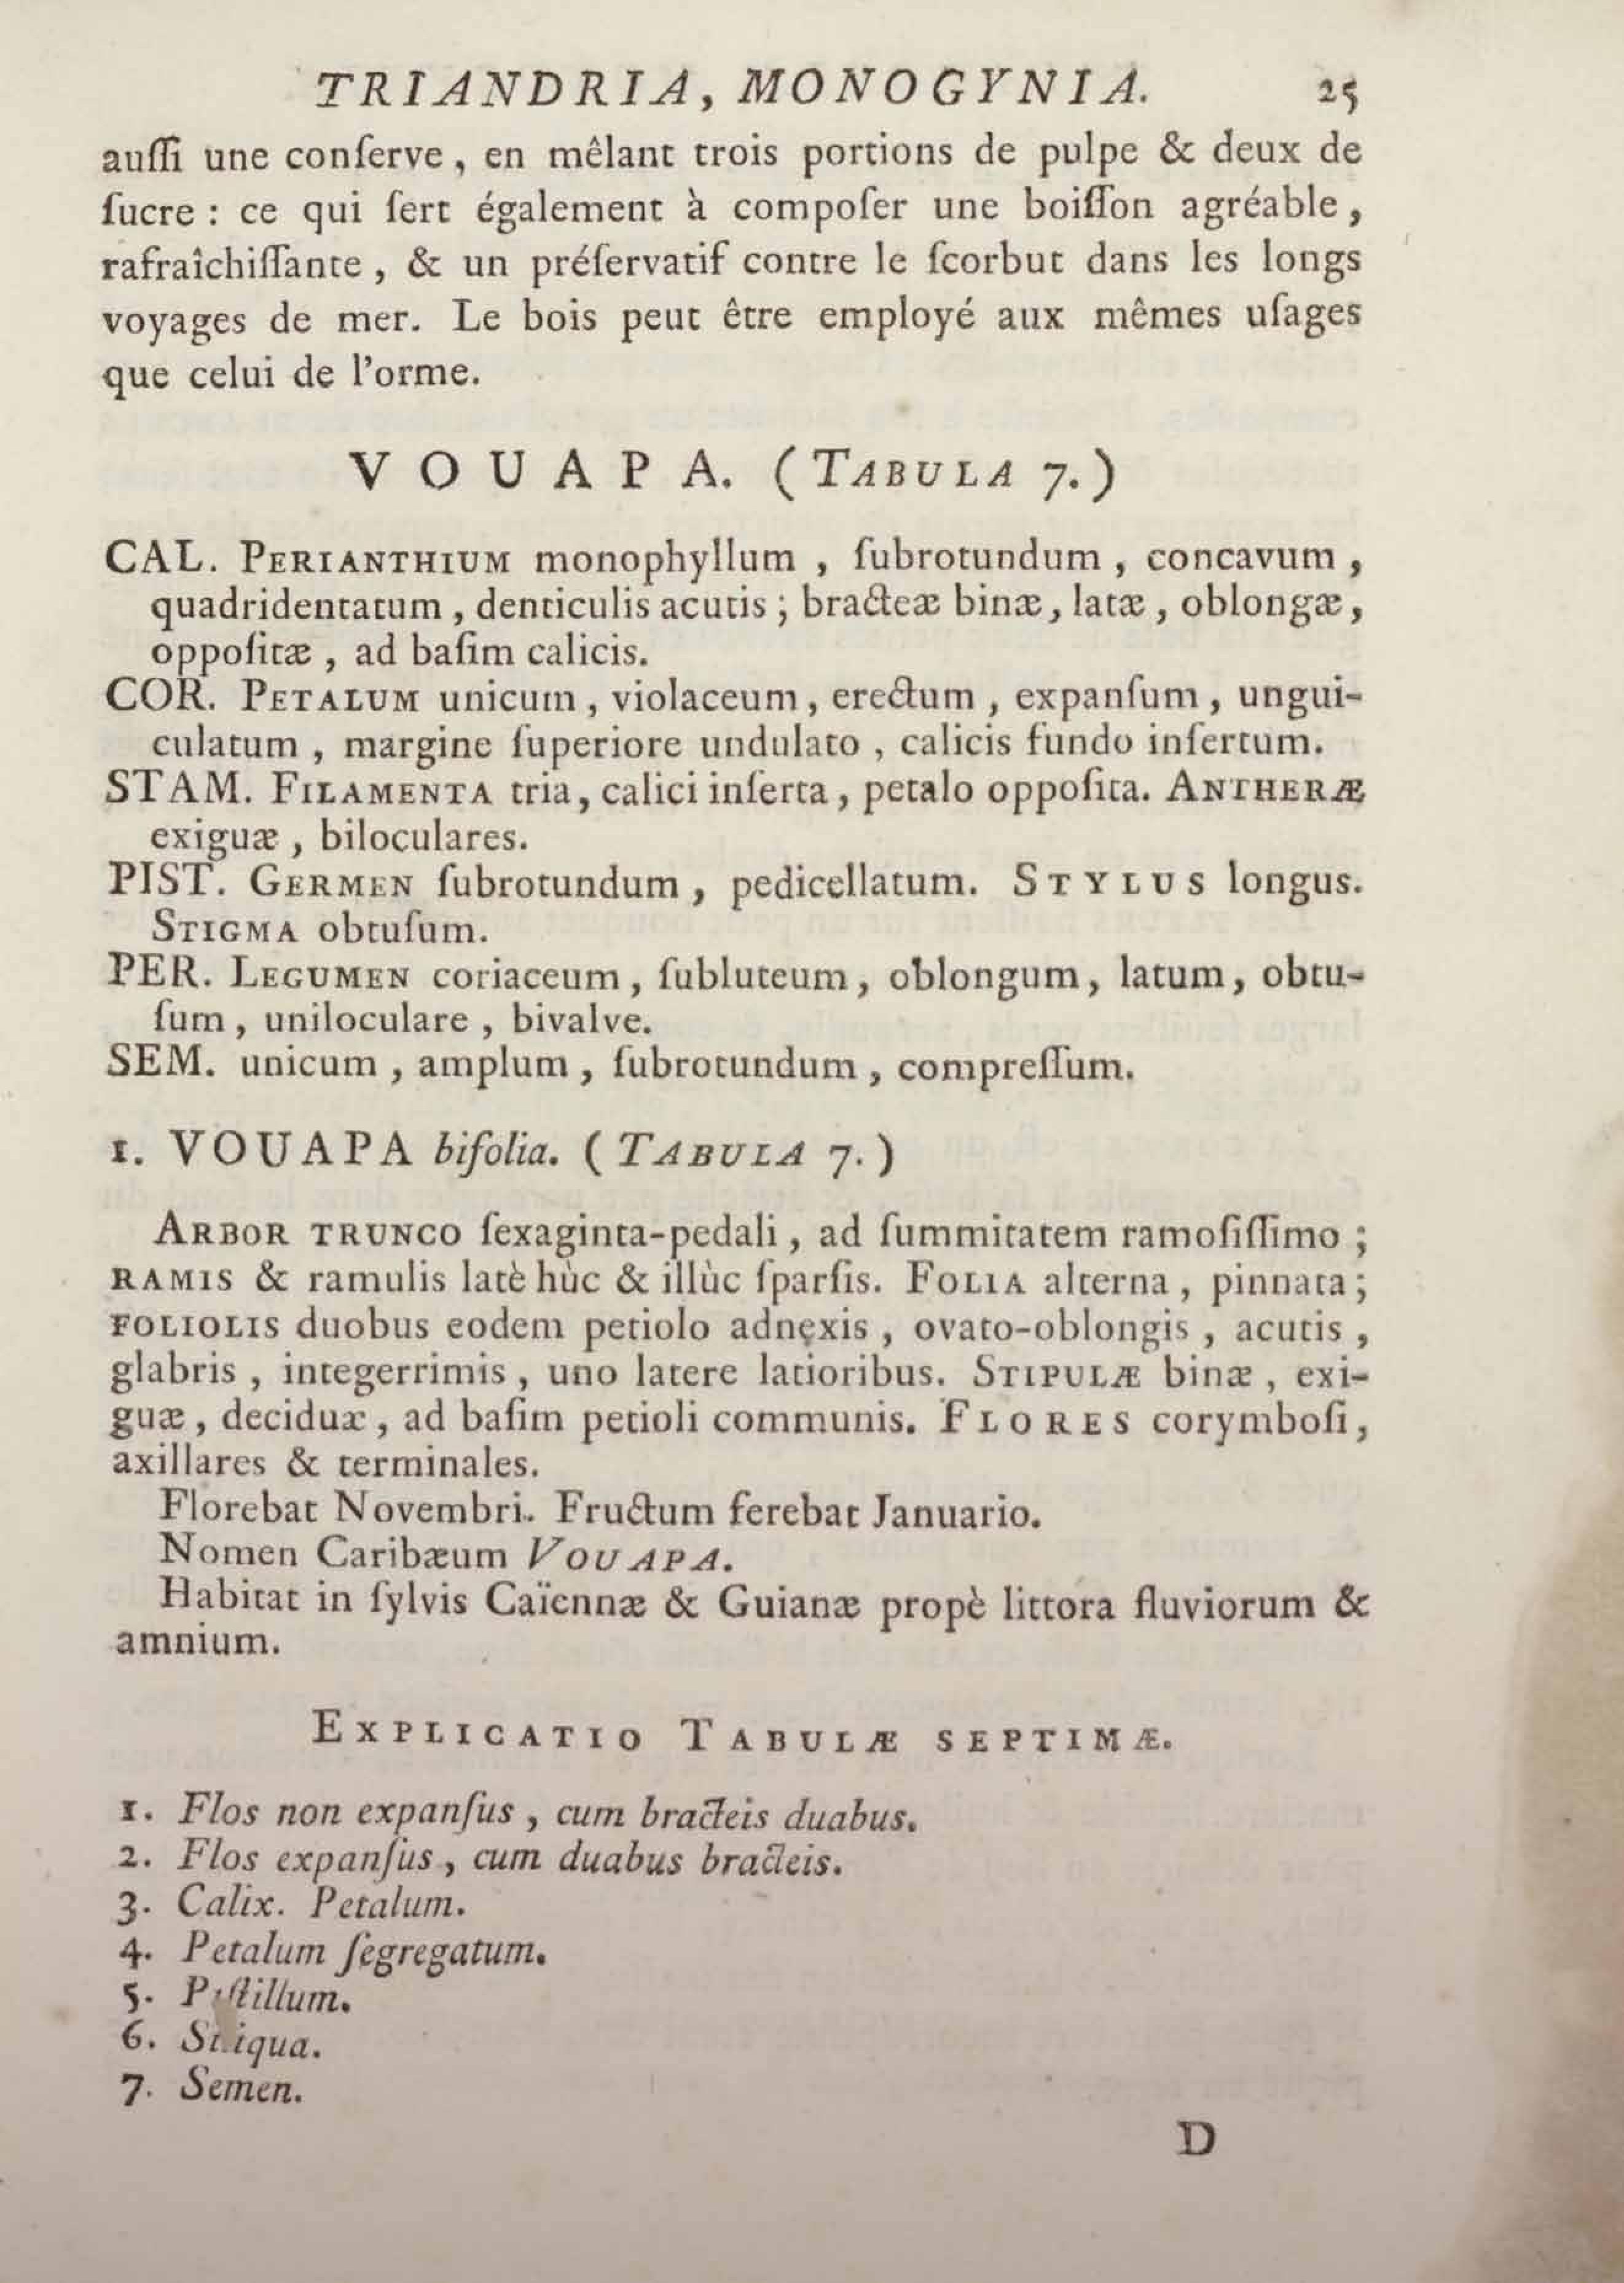 TRIANDRIA, MONOGYNIA. 25
auſſi une conſerve, en mêlant trois portions de pulpe & deux de
ſucre : ce qui ſert également à compoſer une boiſſon agréable,
rafraîchiſſante, & un préſervatif contre le ſcorbut dans les longs
voyages de mer. Le bois peut être employé aux mêmes uſages
que celui de l'orme.
VOUAPA. (TABULA 7.)
CAL. PERIANTHIUM monophyllum, ſubrotundum, concavum,
quadridentatum, denticulis acutis; bracteæ binæ, latæ, oblongæ,
oppoſitæ, ad baſim calicis.
COR. PETALUM unicum, violaceum, erectum, expanſum, ungui-
culatum, margine ſuperiore undulato, calicis fundo inſertum.
STAM. FILAMENTA tria, calici inſerta, petalo oppoſita. ANTHERÆ
exiguæ, biloculares.
PIST. GERMEN ſubrotundum, pedicellatum. STYLUS longus.
STIGMA obtuſum.
PER. LEGUMEN coriaceum, ſubluteum, oblongum, latum, obtu-
ſum, uniloculare, bivalve.
SEM. unicum, amplum, ſubrotundum, compreſſum.
1. VOUAPA bifolia. (TABULA 7.)
ARBOR TRUNCO ſexaginta-pedali, ad ſummitatem ramoſiſſimo;
RAMIS & ramulis latè hùc & illùc ſparſis. FOLIA alterna, pinnata;
FOLIOLIS duobus eodem petiolo adnexis, ovato-oblongis, acutis,
glabris, integerrimis, uno latere latioribus. STIPULÆ binæ, exi-
guæ, deciduæ, ad baſim petioli communis. FLORES corymboſi,
axillares & terminales.
Florebat Novembri. Fructum ferebat Januario.
Nomen Caribæum VOUAPA.
Habitat in ſylvis Caïennæ & Guianæ propè littora fluviorum &
amnium.
EXPLICATIO TABULÆ SEPTIMÆ.
1. Flos non expanſus, cum bracteis duabus.
2. Flos expanſus, cum duabus bracteis.
3. Calix. Petalum.
4. Petalum ſegregatum.
5. Piſtillum.
6. Siliqua.
7. Semen.
D